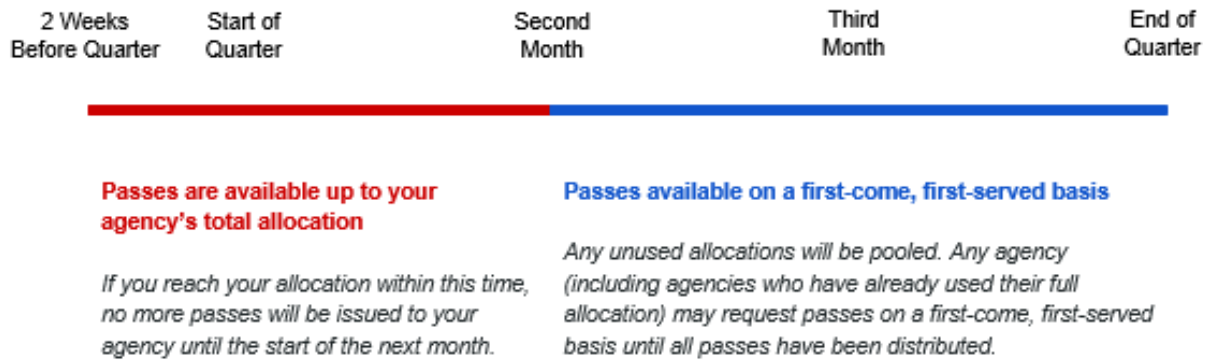 2 Weeks
Before Quarter
Start of
Quarter
Second
Month
Third
Month
End of
Quarter
Passes are available up to your
agency's total allocation
If you reach your allocation within this time,
no more passes will be issued to your
agency until the start of the next month.
Passes available on a first-come, first-served basis
Any unused allocations will be pooled. Any agency
(including agencies who have already used their full
allocation) may request passes on a first-come, first-served
basis until all passes have been distributed.